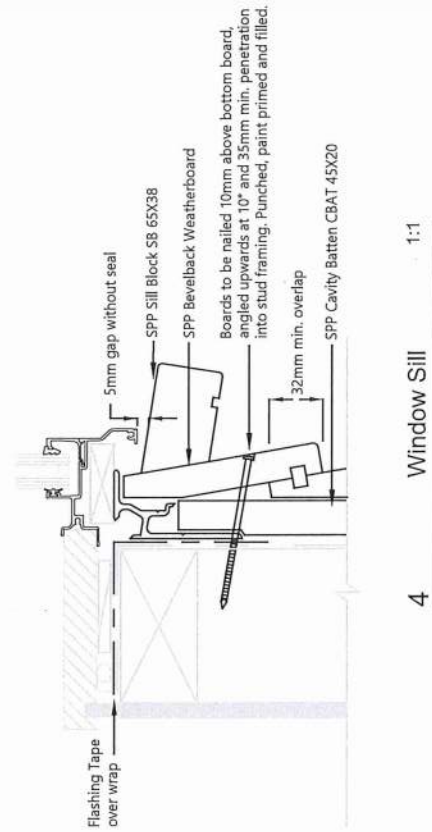 5mm gap without seal
SPP Sill Block SB 65X38
SPP Bevelback Weatherboard
Boards to be nailed 10mm above bottom board,
angled upwards at 10° and 35mm min. penetration
into stud framing. Punched, paint primed and filled.
32mm min. overlap
SPP Cavity Batten CBAT 45X20
Flashing Tape
over wrap
4 Window Sill 1:1